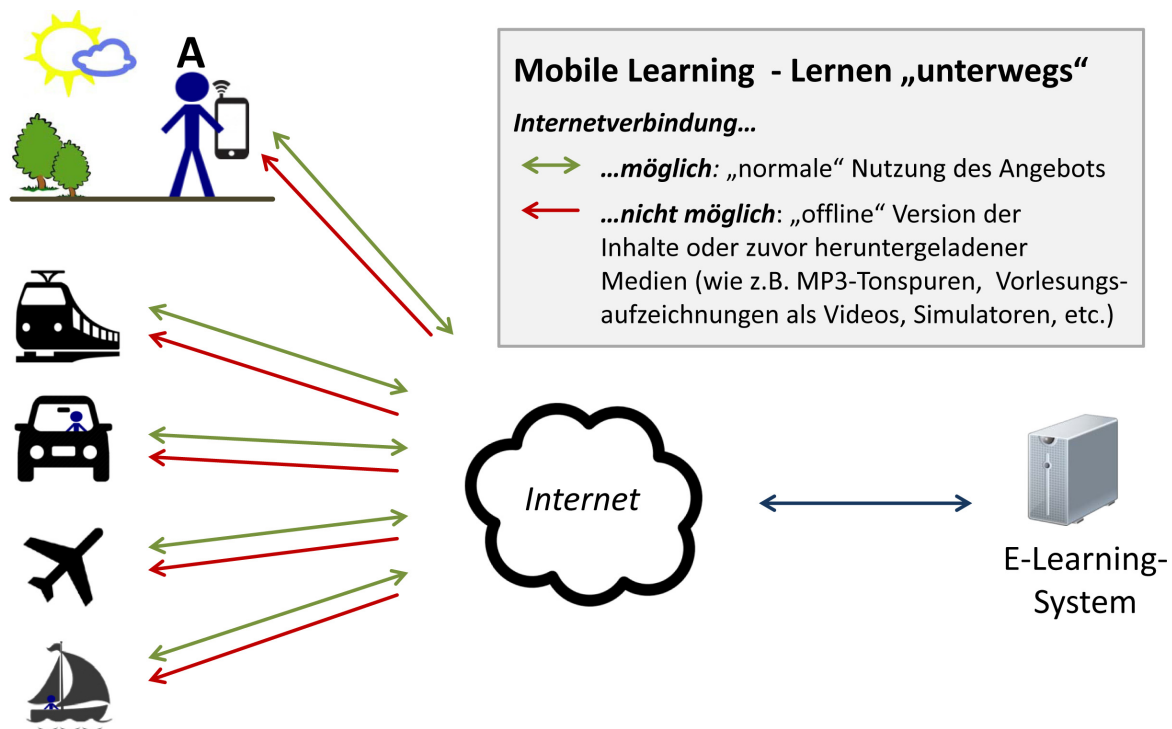 A
Mobile Learning - Lernen „unterwegs“
Internetverbindung...
...möglich: „normale“ Nutzung des Angebots
...nicht möglich: „offline“ Version der
Inhalte oder zuvor heruntergeladener
Medien (wie z.B. MP3-Tonspuren, Vorlesungs-
aufzeichnungen als Videos, Simulatoren, etc.)
Internet
E-Learning-
System